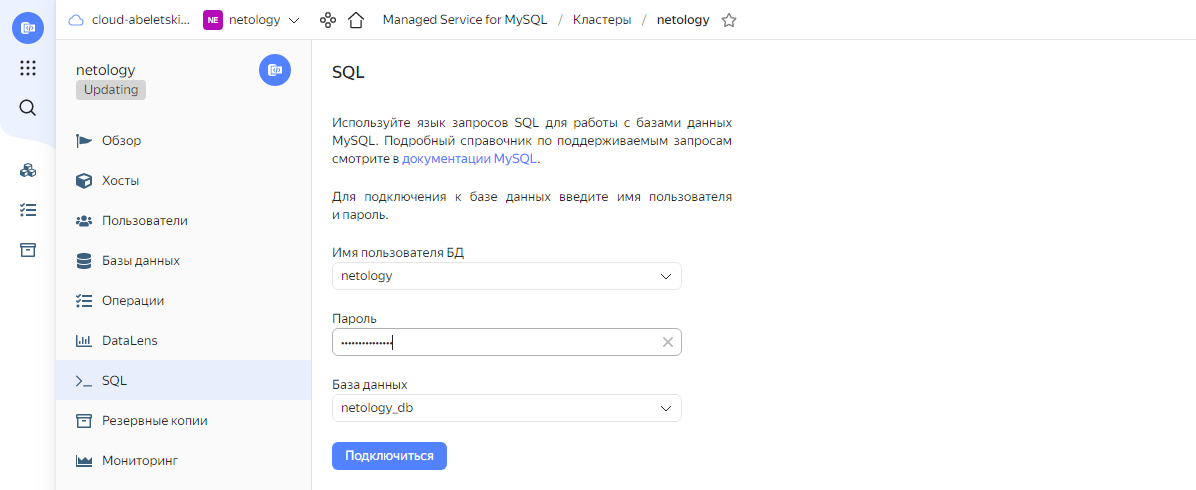 cloud-abeletski... NE netology Managed Service for MySQL / Кластеры / netology
netology
Updating
Обзор
Хосты
Пользователи
Базы данных
Операции
DataLens
SQL
Резервные копии
Мониторинг
SQL
Используйте язык запросов SQL для работы с базами данных
MySQL. Подробный справочник по поддерживаемым запросам
смотрите в документации MySQL.
Для подключения к базе данных введите имя пользователя
и пароль.
Имя пользователя БД
netology
Пароль
•••••••••••••••
База данных
netology_db
Подключиться